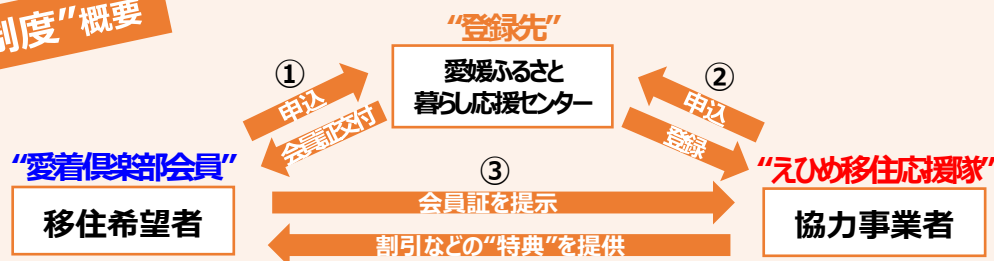 制度”概要
“登録先”
愛媛ふるさと
暮らし応援センター
①
申込
会員証交付
②
申込
登録
“愛着倶楽部会員”
移住希望者
③
会員証を提示
割引などの“特典”を提供
“えひめ移住応援隊”
協力事業者